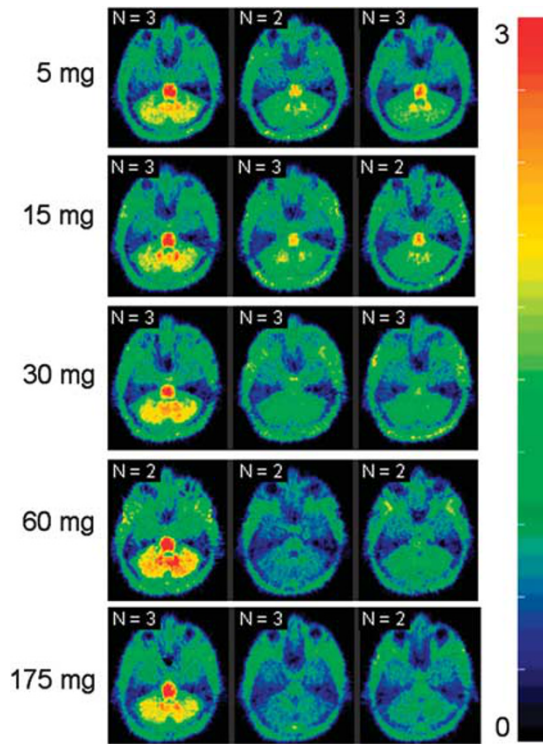 N = 3 N = 2 N = 3 3
5 mg
N = 3 N = 3 N = 2
15 mg
N = 3 N = 3 N = 3
30 mg
N = 2 N = 2 N = 2
60 mg
N = 3 N = 3 N = 2
175 mg
0